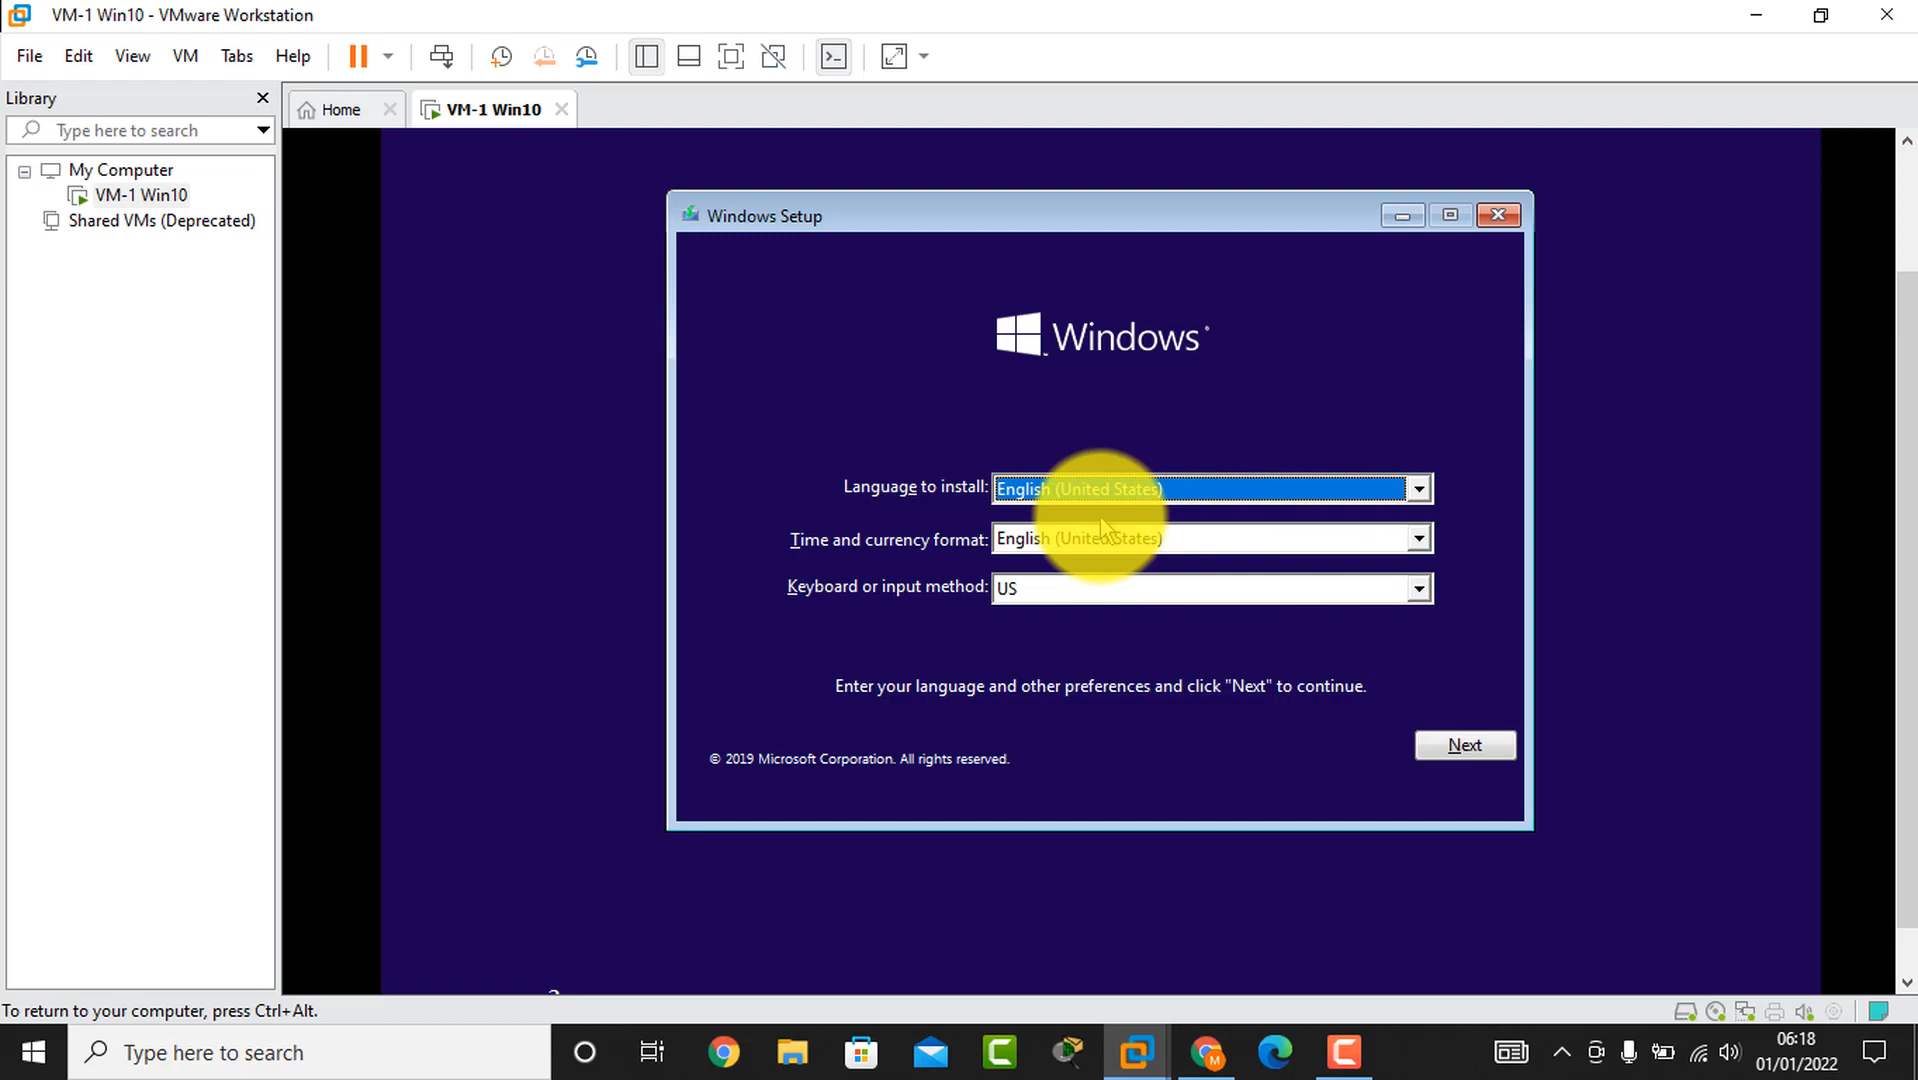 VM-1 Win10 - VMware Workstation
File Edit View VM Tabs Help
Library
Type here to search
My Computer
VM-1 Win10
Shared VMs (Deprecated)
Home
VM-1 Win10
Windows Setup
Windows
Language to install: English (United States)
Time and currency format: English (United States)
Keyboard or input method: US
Enter your language and other preferences and click "Next" to continue.
Next
© 2019 Microsoft Corporation. All rights reserved.
To return to your computer, press Ctrl+Alt.
Type here to search
M
06:18
01/01/2022